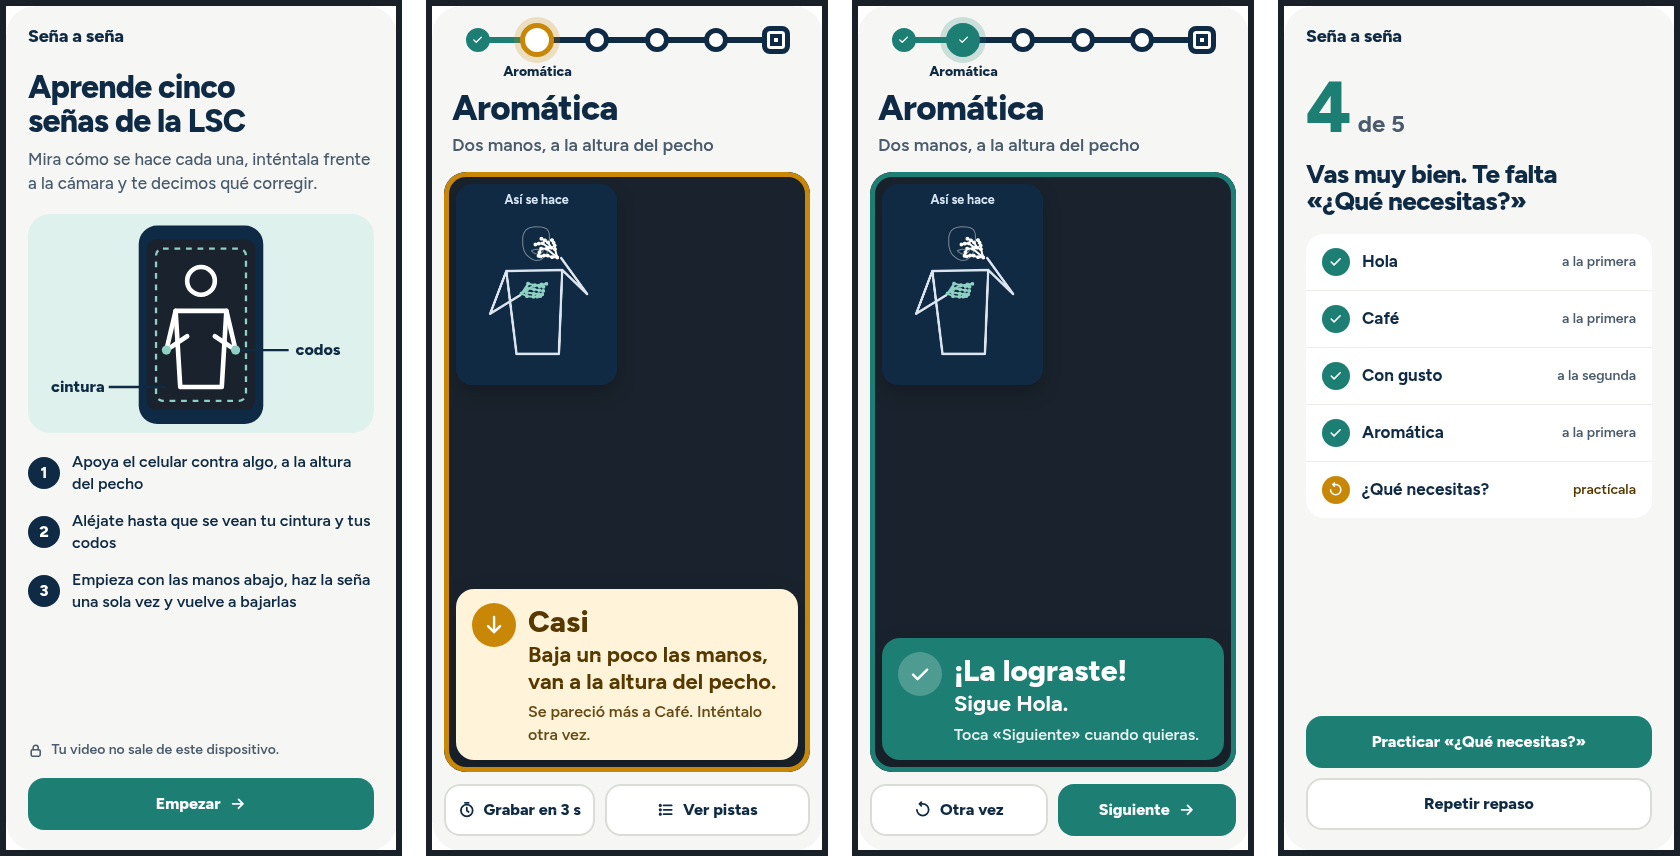 Seña a seña
Aprende cinco
señas de la LSC
Mira cómo se hace cada una, inténtala frente
a la cámara y te decimos qué corregir.
codos
cintura
1
Apoya el celular contra algo, a la altura
del pecho
2
Aléjate hasta que se vean tu cintura y tus
codos
3
Empieza con las manos abajo, haz la seña
una sola vez y vuelve a bajarlas
Tu video no sale de este dispositivo.
Empezar
Aromática
Aromática
Dos manos, a la altura del pecho
Así se hace
Casi
Baja un poco las manos,
van a la altura del pecho.
Se pareció más a Café. Inténtalo
otra vez.
Grabar en 3 s
Ver pistas
Aromática
Aromática
Dos manos, a la altura del pecho
Así se hace
¡La lograste!
Sigue Hola.
Toca «Siguiente» cuando quieras.
Otra vez
Siguiente
Seña a seña
4 de 5
Vas muy bien. Te falta
«¿Qué necesitas?»
Hola a la primera
Café a la primera
Con gusto a la segunda
Aromática a la primera
¿Qué necesitas? practícala
Practicar «¿Qué necesitas?»
Repetir repaso